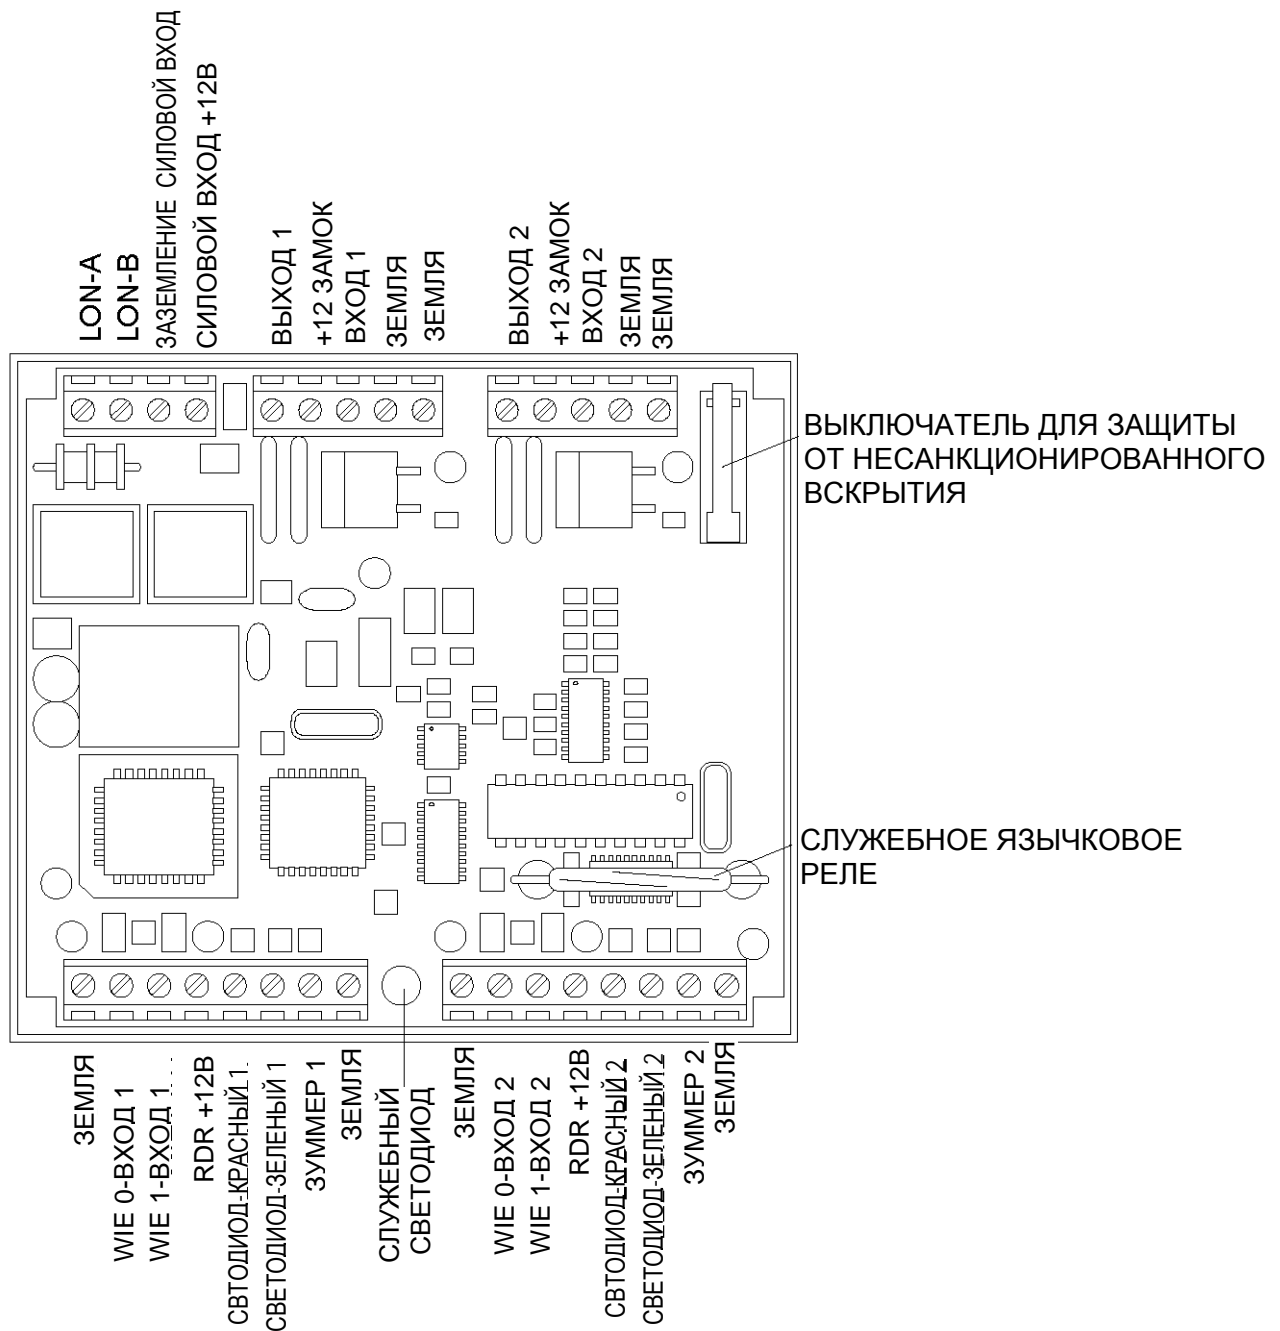 LON-A
LON-B
ЗАЗЕМЛЕНИЕ СИЛОВОЙ ВХОД
СИЛОВОЙ ВХОД +12В
ВЫХОД 1
+12 ЗАМОК
ВХОД 1
ЗЕМЛЯ
ЗЕМЛЯ
ВЫХОД 2
+12 ЗАМОК
ВХОД 2
ЗЕМЛЯ
ЗЕМЛЯ
ВЫКЛЮЧАТЕЛЬ ДЛЯ ЗАЩИТЫ
ОТ НЕСАНКЦИОНИРОВАННОГО
ВСКРЫТИЯ
СЛУЖЕБНОЕ ЯЗЫЧКОВОЕ
РЕЛЕ
ЗЕМЛЯ
WIE 0-ВХОД 1
WIE 1-ВХОД 1
RDR +12В
СВТОДИОД-КРАСНЫЙ 1
СВЕТОДИОД-ЗЕЛЕНЫЙ 1
ЗУММЕР 1
ЗЕМЛЯ
СЛУЖЕБНЫЙ
СВЕТОДИОД
ЗЕМЛЯ
WIE 0-ВХОД 2
WIE 1-ВХОД 2
RDR +12В
СВТОДИОД-КРАСНЫЙ 2
СВЕТОДИОД-ЗЕЛЕНЫЙ 2
ЗУММЕР 2
ЗЕМЛЯ